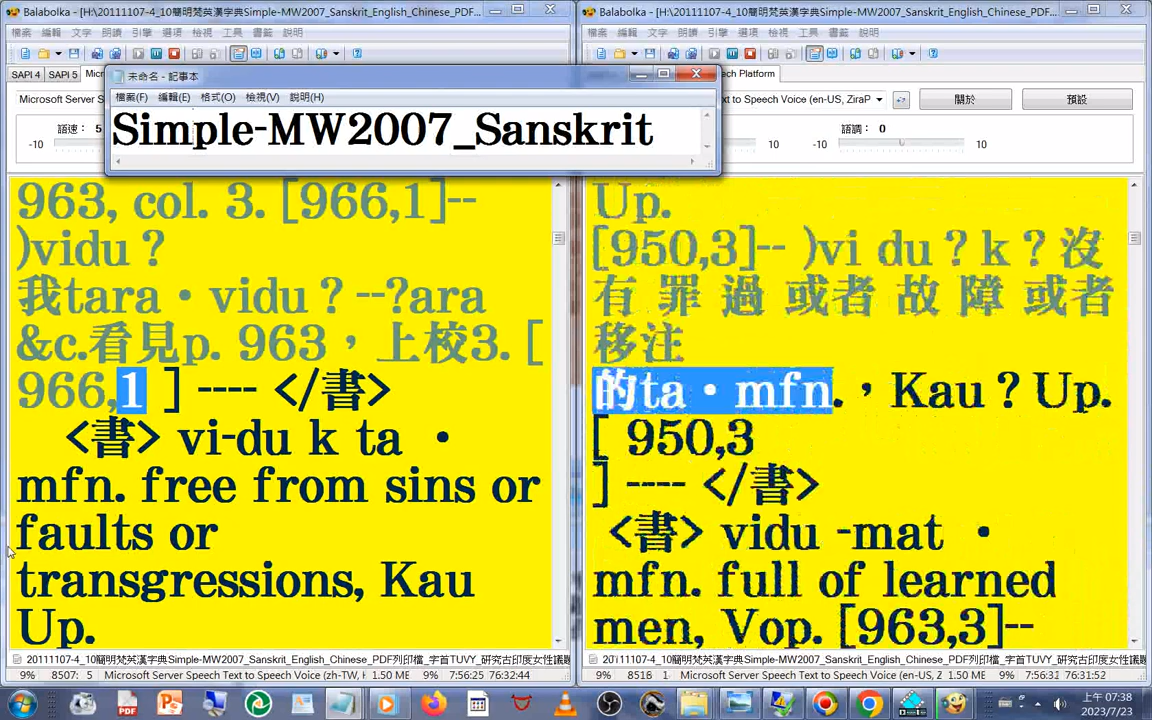 Balabolka - [H:\20111107-4_10簡明梵英漢字典Simple-MW2007_Sanskrit_English_Chinese_PDF...
檔案 編輯 文字 朗讀 引擎 選項 檢視 工具 書籤 說明
SAPI 4 SAPI 5
Microsoft Server S
語速： 5
-10
963, col. 3. [966,1]--
)vidu？
我tara・vidu？--?ara
&c.看見p. 963，上校3. [
966,1 ] ---- </書>
<書> vi-du k ta ・
mfn. free from sins or
faults or
transgressions, Kau
Up.
20111107-4_10簡明梵英漢字典Simple-MW2007_Sanskrit_English_Chinese_PDF列印檔_字首TUVY_研究古印度女性議題
9% 8507: 5 Microsoft Server Speech Text to Speech Voice (zh-TW, H 1.50 ME 9% 7:56:25 76:32:44
未命名 - 記事本
檔案(F) 編輯(E) 格式(O) 檢視(V) 說明(H)
Simple-MW2007_Sanskrit
Balabolka - [H:\20111107-4_10簡明梵英漢字典Simple-MW2007_Sanskrit_English_Chinese_PDF...
檔案 編輯 文字 朗讀 引擎 選項 檢視 工具 書籤 說明
ech Platform
t to Speech Voice (en-US, ZiraP
關於
預設
10 語調： 0
-10 10
Up.
[950,3]-- )vi du？k？沒
有罪過或者故障或者
移注
的ta・mfn.，Kau？Up.
[ 950,3
] ---- </書>
<書> vidu -mat ・
mfn. full of learned
men, Vop. [963,3]--
20111107-4_10簡明梵英漢字典Simple-MW2007_Sanskrit_English_Chinese_PDF列印檔_字首TUVY_研究古印度女性議題
9% 8516 1 Microsoft Server Speech Text to Speech Voice (en-US, 1.50 ME 9% 7:56:3 76:31:52
上午 07:38
2023/7/23